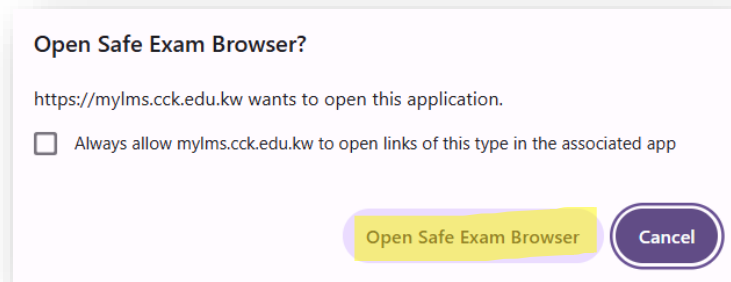 Open Safe Exam Browser?
https://mylms.cck.edu.kw wants to open this application.
Always allow mylms.cck.edu.kw to open links of this type in the associated app
Open Safe Exam Browser
Cancel